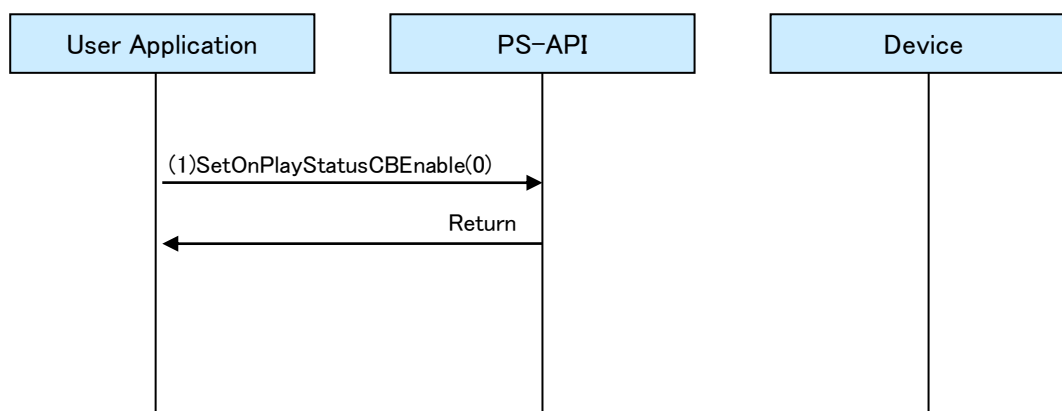 User Application
PS-API
Device
(1)SetOnPlayStatusCBEnable(0)
Return